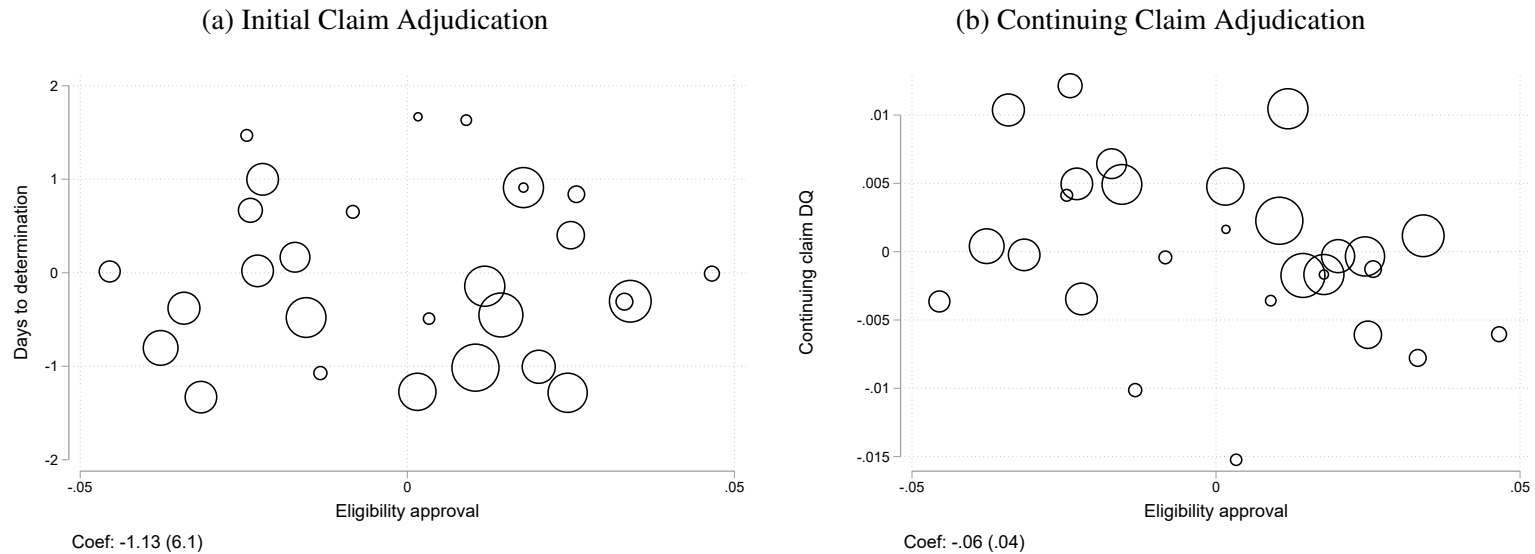 (a) Initial Claim Adjudication
2
1
0
-1
-2
Days to determination
-.05
0
.05
Eligibility approval
Coef: -1.13 (6.1)
(b) Continuing Claim Adjudication
.01
.005
0
-.005
-.01
-.015
Continuing claim DQ
-.05
0
.05
Eligibility approval
Coef: -.06 (.04)